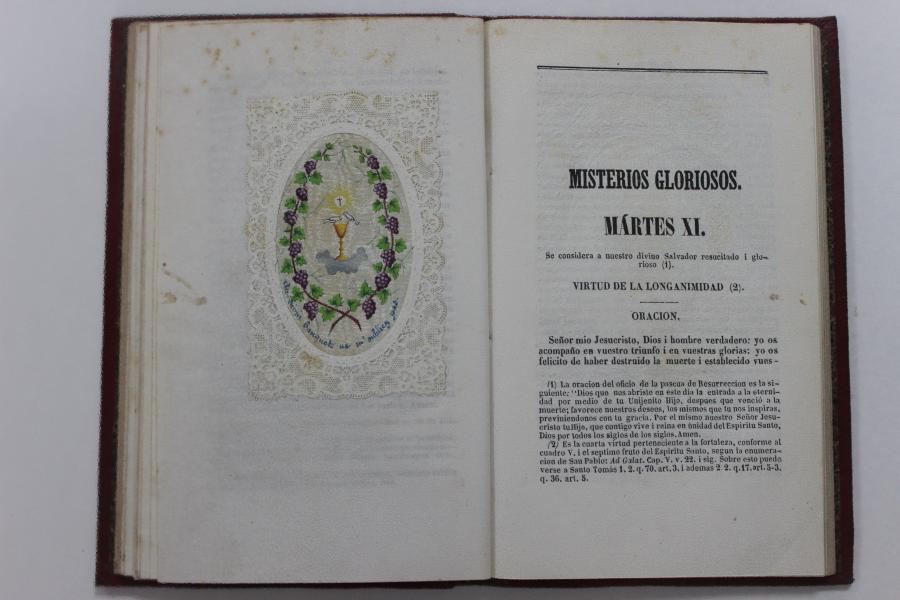 MISTERIOS GLORIOSOS.
MÁRTES XI.
Se considera a nuestro divino Salvador resucitado i glo-
rioso (1).
VIRTUD DE LA LONGANIMIDAD (2).
ORACION.
Señor mio Jesucristo, Dios i hombre verdadero: yo os
acompaño en vuestro triunfo i en vuestras glorias: yo os
felicito de haber destruido la muerte i establecido vues-
(1) La oracion del oficio de la pascua de Resurreccion es la si-
guiente: "Dios que nos abriste en este dia la entrada a la eterni-
dad por medio de tu Unijenito Hijo, despues que venció a la
muerte; favorece nuestros deseos, los mismos que tu nos inspiras,
previniendonos con tu gracia. Por el mismo nuestro Señor Jesu-
cristo tu Hijo, que contigo vive i reina en unidad del Espiritu Santo,
Dios por todos los siglos de los siglos. Amen.
(2) Es la cuarta virtud perteneciente a la fortaleza, conforme al
cuadro V, i el septimo fruto del Espiritu Santo, segun la enumera-
cion de San Pablo: Ad Galat. Cap. V. v. 22. i sig. Sobre esto puede
verse a Santo Tomás 1. 2. q. 70. art. 3. i ademas 2. 2. q. 17. art. 5-3.
q. 36. art. 5.